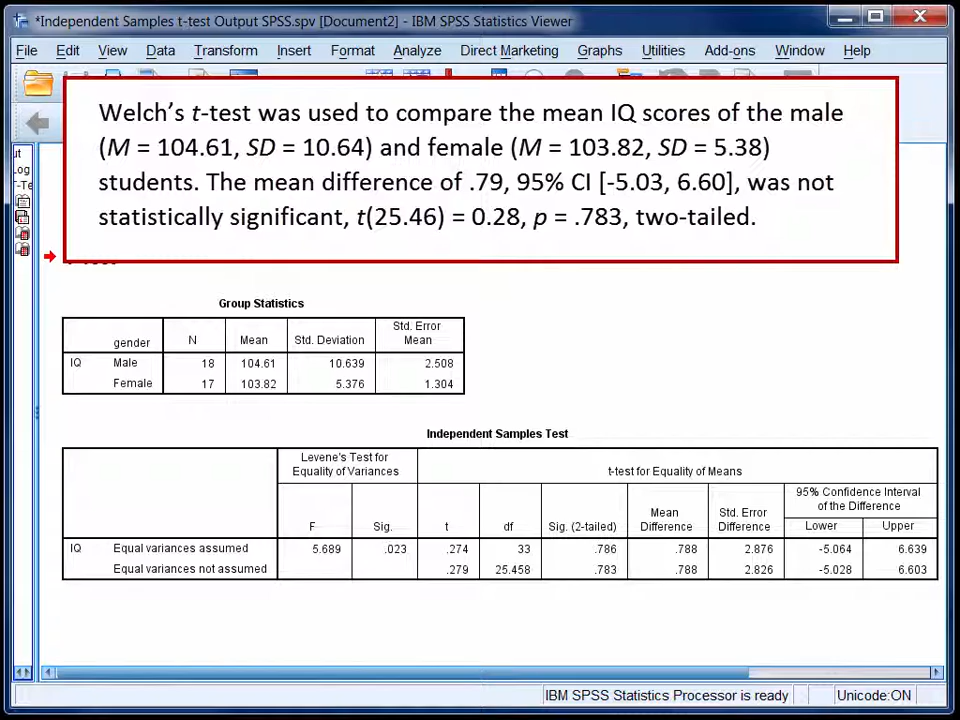 *Independent Samples t-test Output SPSS.spv [Document2] - IBM SPSS Statistics Viewer
File Edit View Data Transform Insert Format Analyze Direct Marketing Graphs Utilities Add-ons Window Help
Welch's t-test was used to compare the mean IQ scores of the male
(M = 104.61, SD = 10.64) and female (M = 103.82, SD = 5.38)
students. The mean difference of .79, 95% CI [-5.03, 6.60], was not
statistically significant, t(25.46) = 0.28, p = .783, two-tailed.
ut
Log
T-Te
Group Statistics
gender N Mean Std. Deviation Std. Error Mean
IQ Male 18 104.61 10.639 2.508
Female 17 103.82 5.376 1.304
Independent Samples Test
Levene's Test for Equality of Variances t-test for Equality of Means
95% Confidence Interval of the Difference
F Sig. t df Sig. (2-tailed) Mean Difference Std. Error Difference Lower Upper
IQ Equal variances assumed 5.689 .023 .274 33 .786 .788 2.876 -5.064 6.639
Equal variances not assumed .279 25.458 .783 .788 2.826 -5.028 6.603
IBM SPSS Statistics Processor is ready Unicode:ON